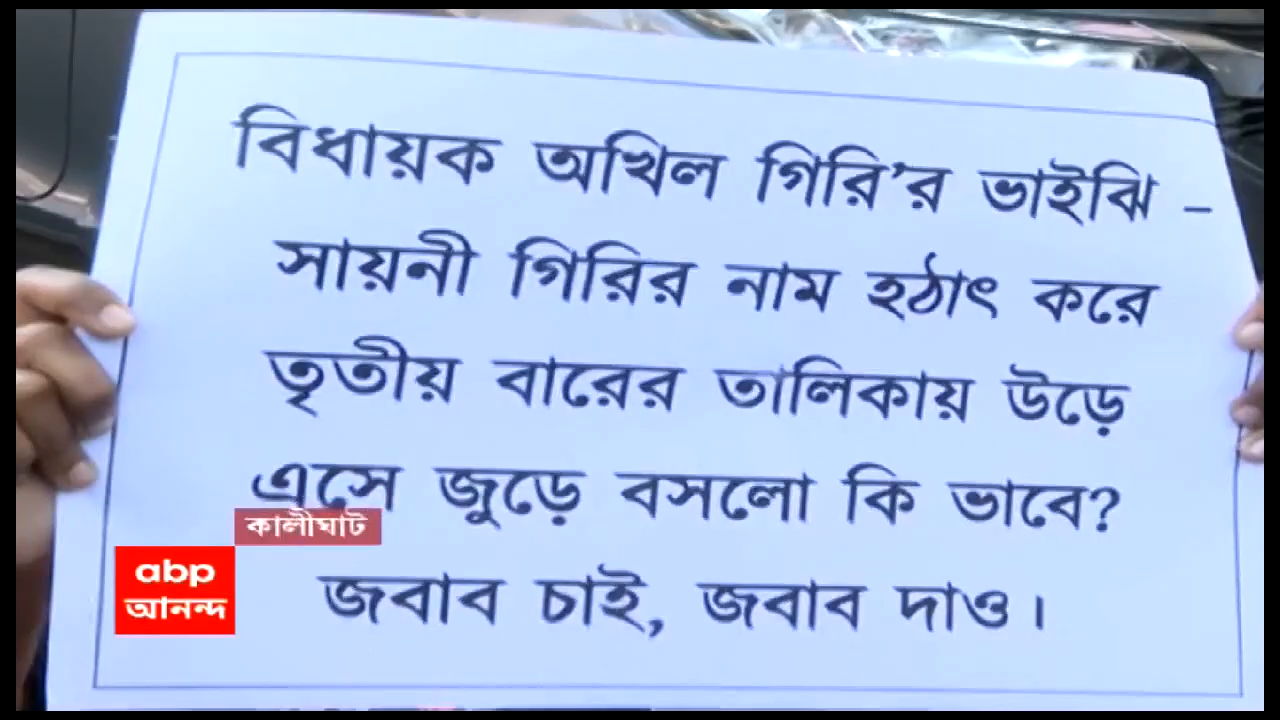 বিধায়ক অখিল গিরি'র ভাইঝি -
সায়নী গিরির নাম হঠাৎ করে
তৃতীয় বারের তালিকায় উড়ে
এসে জুড়ে বসলো কি ভাবে?
কালীঘাট
abp
আনন্দ
জবাব চাই, জবাব দাও।